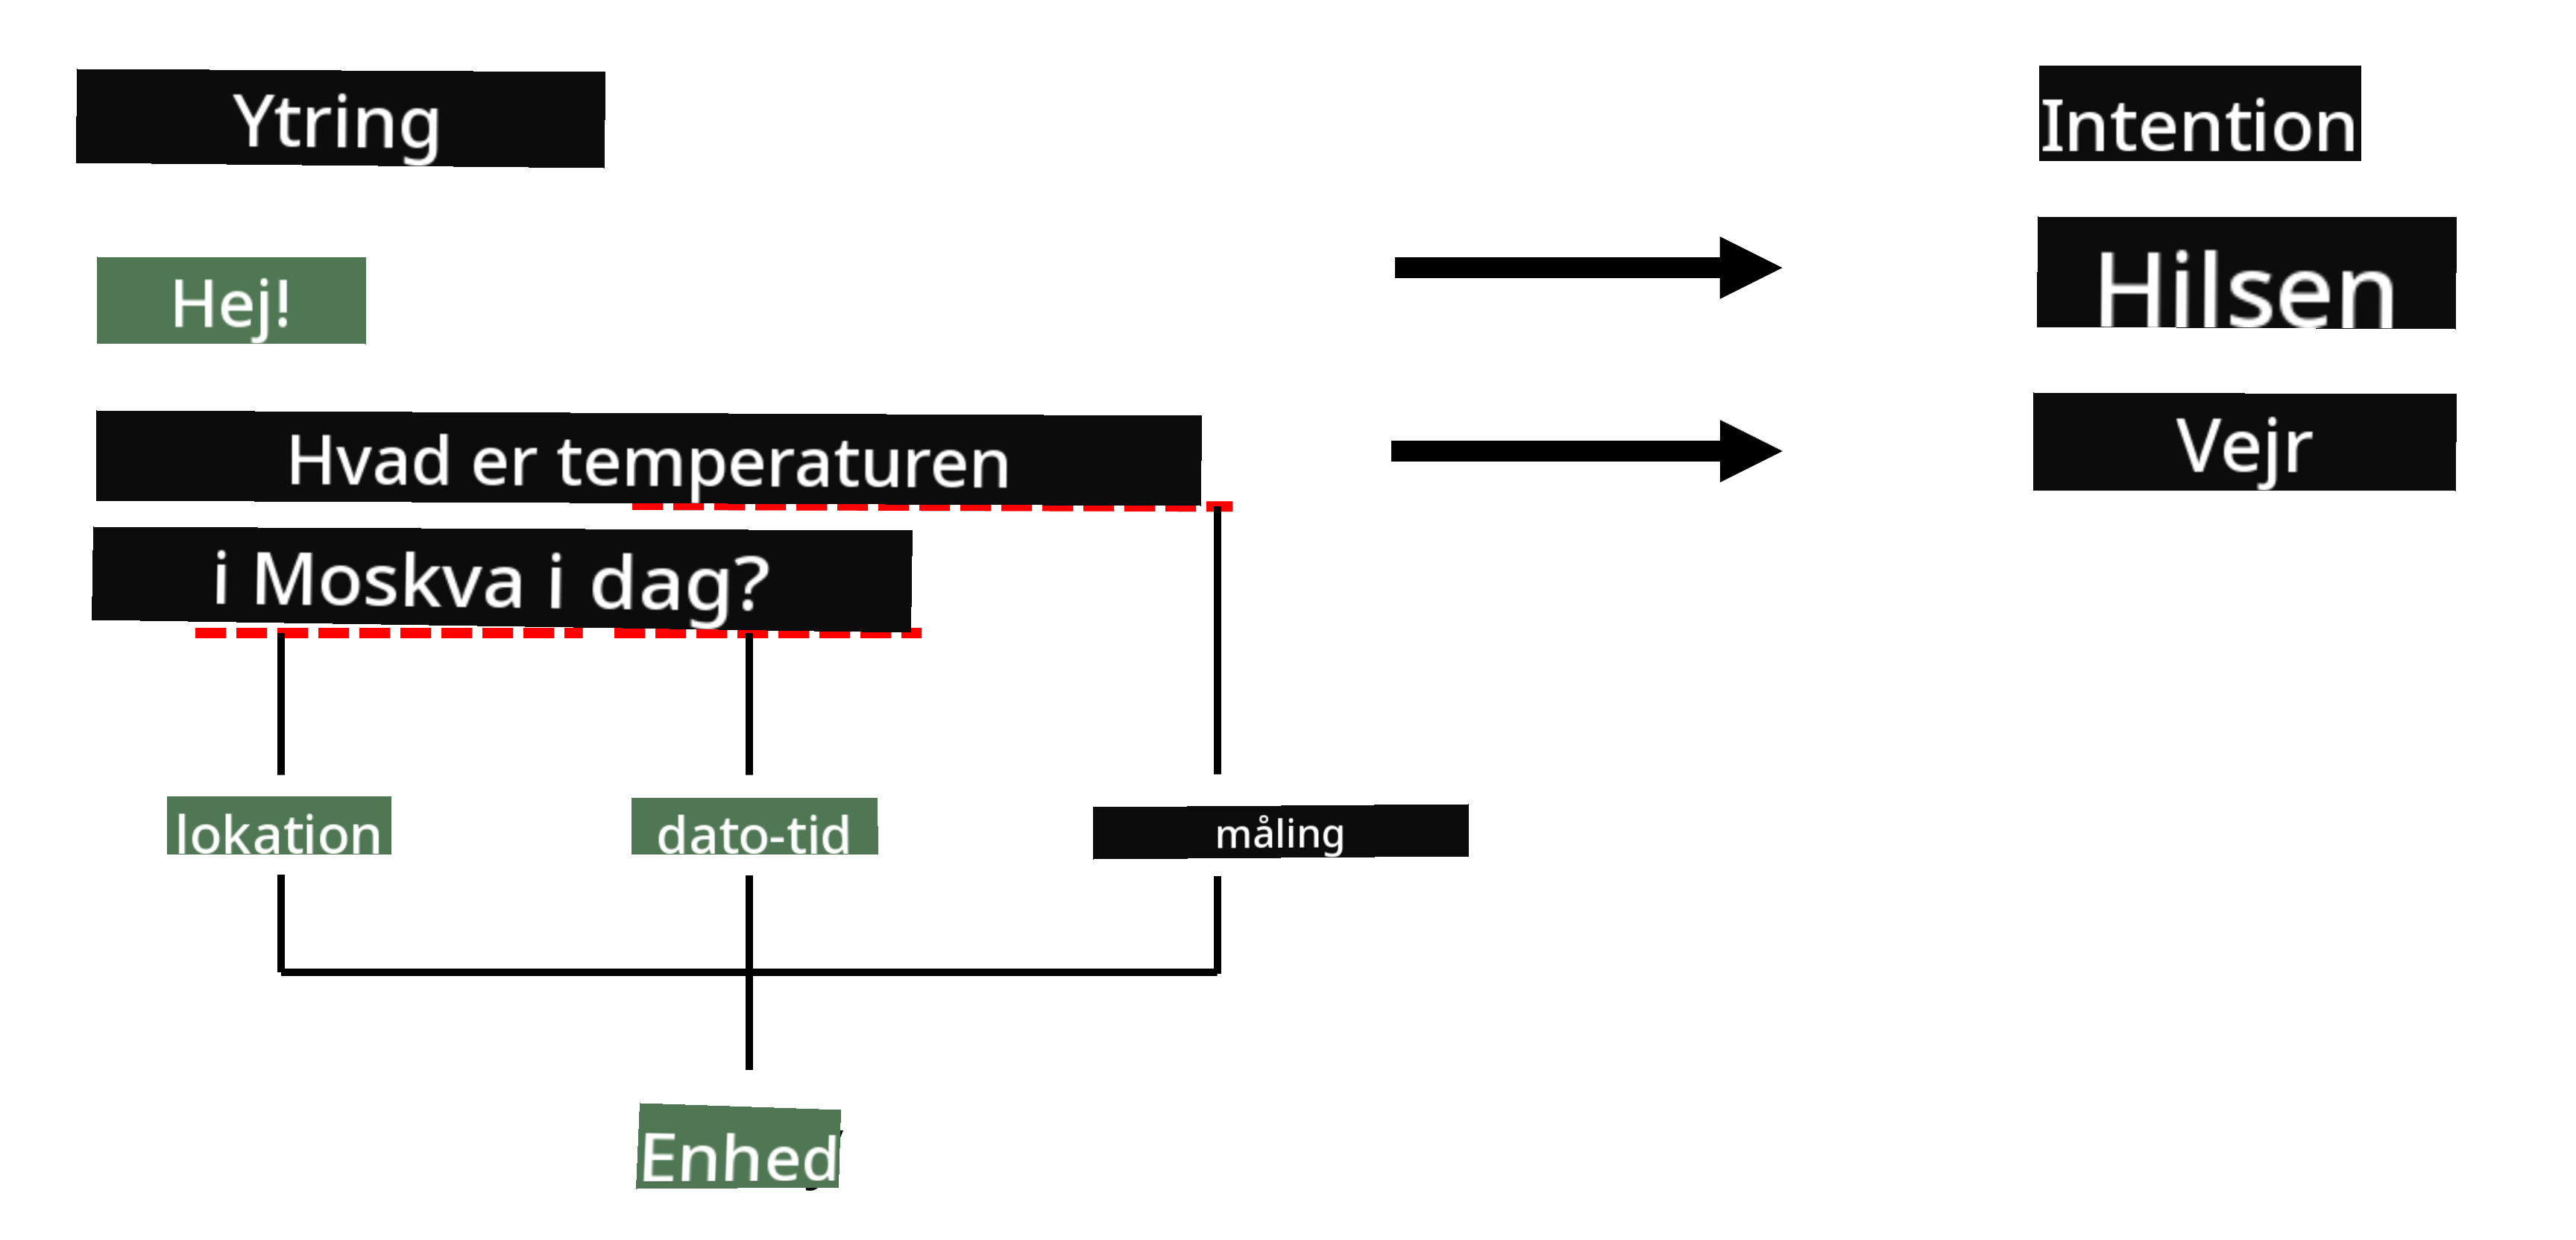 Ytring
Intention
Hej!
Hilsen
Hvad er temperaturen
Vejr
i Moskva i dag?
lokation
dato-tid
måling
Enhed